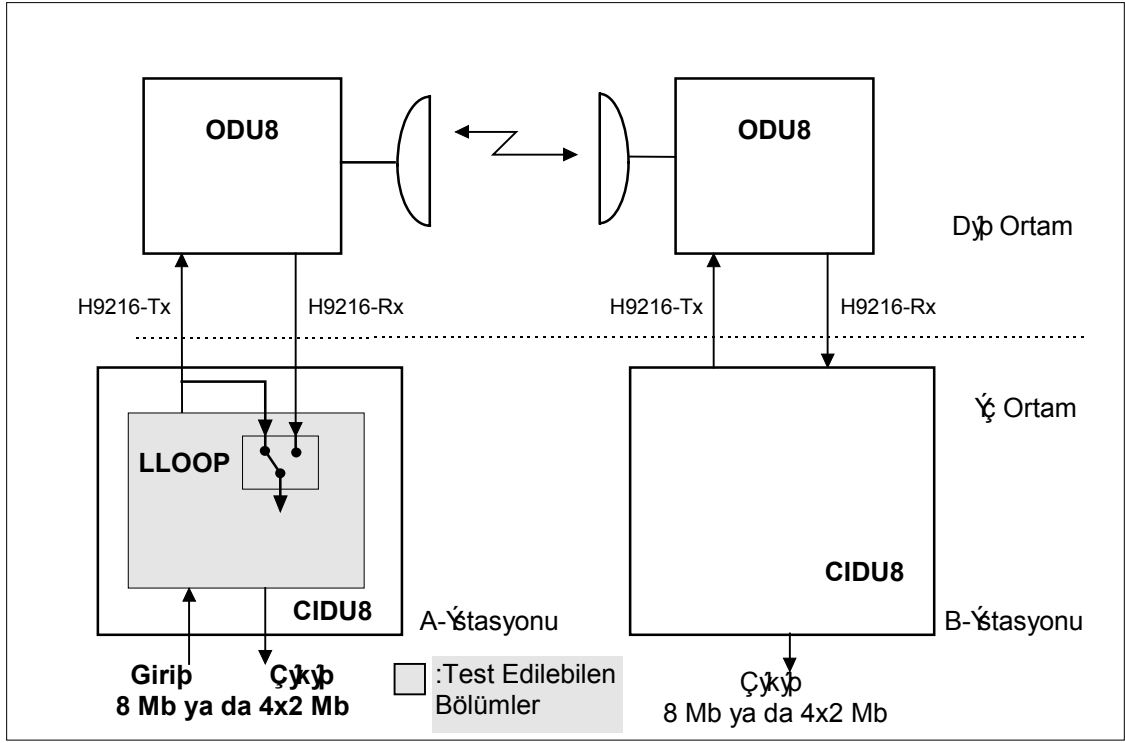 ODU8
ODU8
Dýþ Ortam
H9216-Tx
H9216-Rx
H9216-Tx
H9216-Rx
Ýç Ortam
LLOOP
CIDU8
CIDU8
A-Ýstasyonu
B-Ýstasyonu
Giriþ
Çýkýþ
8 Mb ya da 4x2 Mb
:Test Edilebilen
Bölümler
Çýkýþ
8 Mb ya da 4x2 Mb